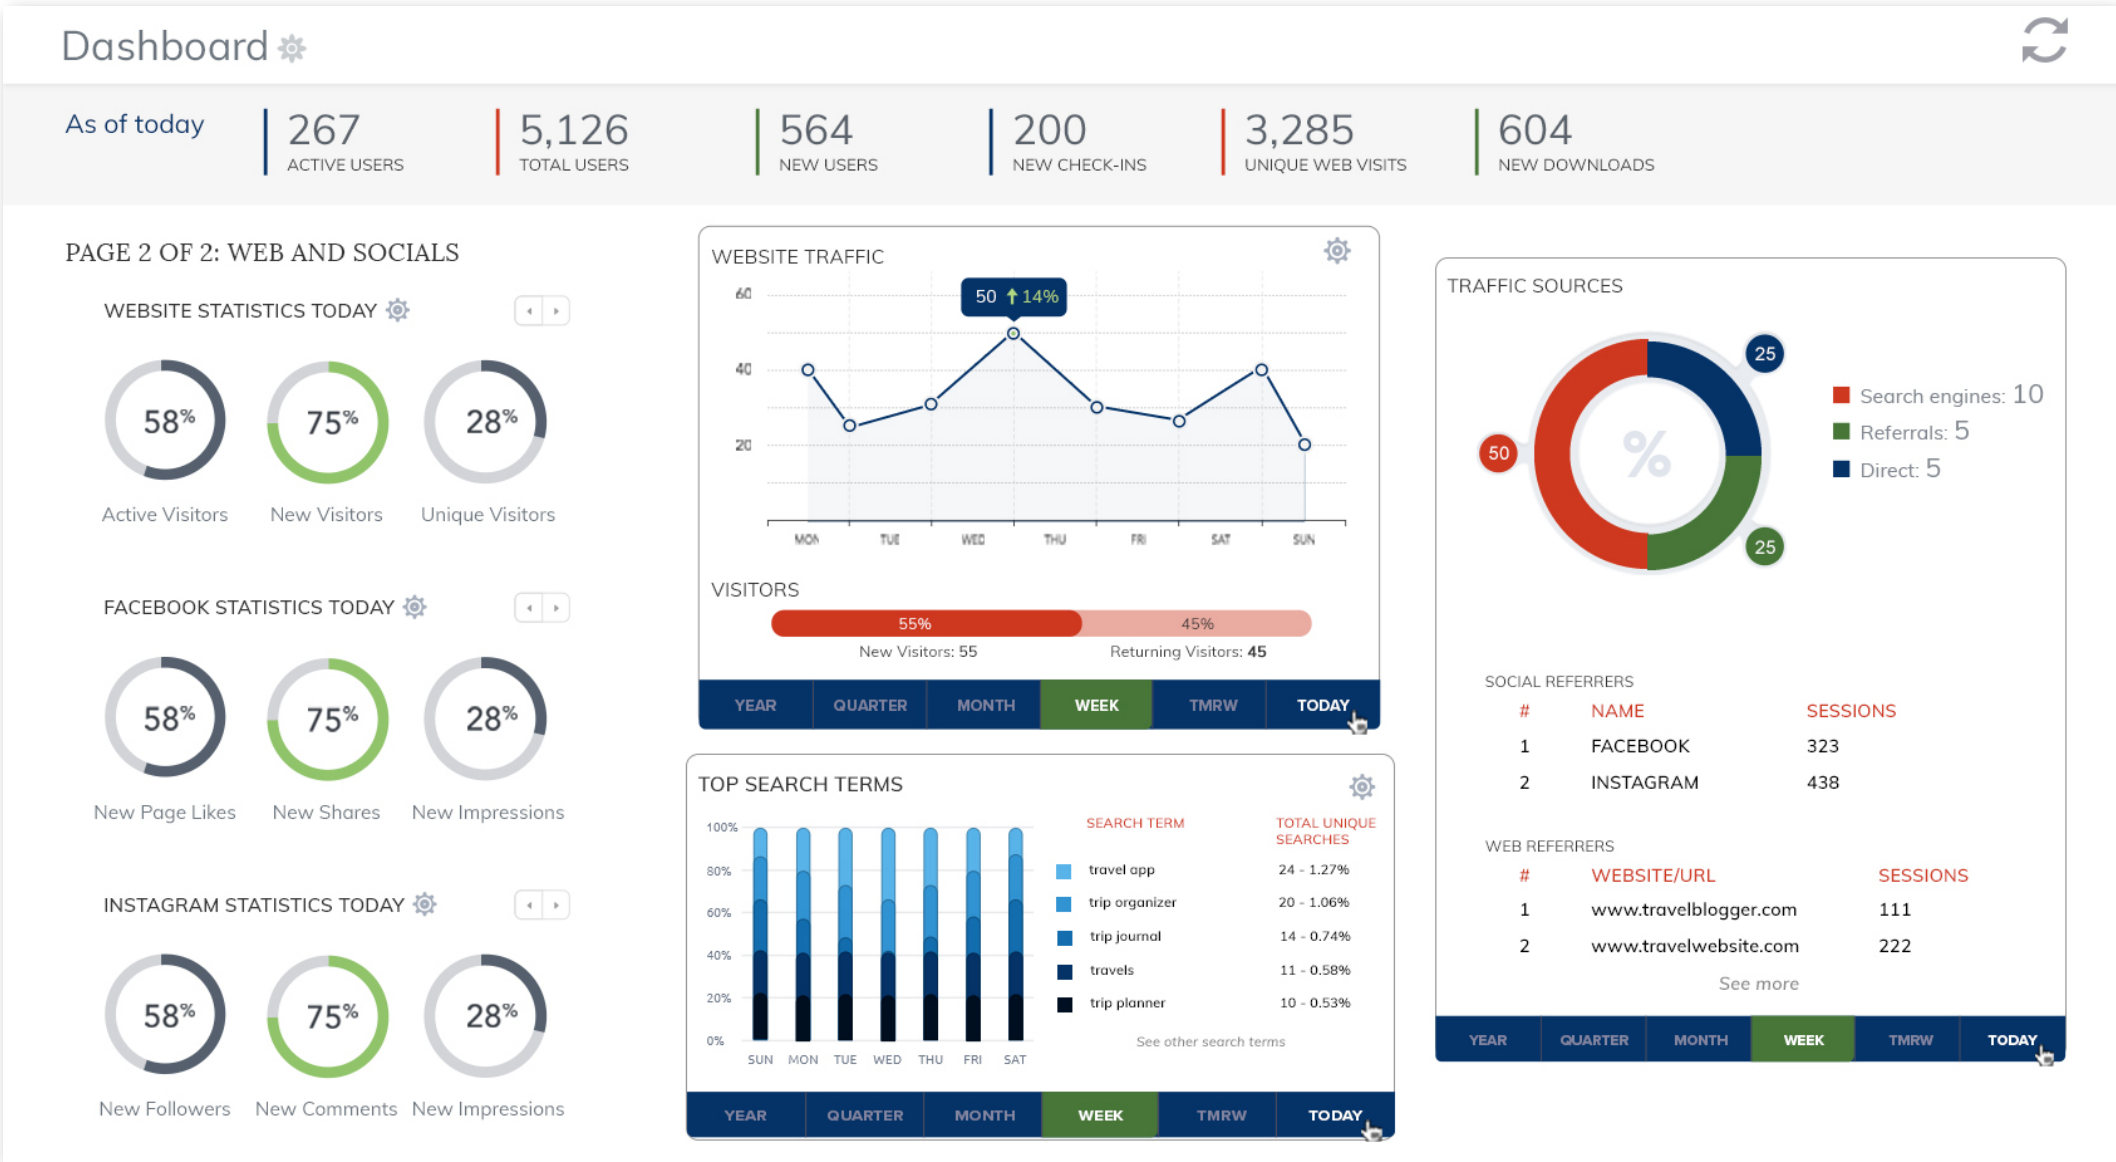 Dashboard
As of today
267
ACTIVE USERS
5,126
TOTAL USERS
564
NEW USERS
200
NEW CHECK-INS
3,285
UNIQUE WEB VISITS
604
NEW DOWNLOADS
PAGE 2 OF 2: WEB AND SOCIALS
WEBSITE STATISTICS TODAY
58% 75% 28%
Active Visitors New Visitors Unique Visitors
FACEBOOK STATISTICS TODAY
58% 75% 28%
New Page Likes New Shares New Impressions
INSTAGRAM STATISTICS TODAY
58% 75% 28%
New Followers New Comments New Impressions
WEBSITE TRAFFIC
50 14%
60
40
20
MON TUE WED THU FRI SAT SUN
VISITORS
55% 45%
New Visitors: 55 Returning Visitors: 45
YEAR QUARTER MONTH WEEK TMRW TODAY
TOP SEARCH TERMS
100%
80%
60%
40%
20%
0%
SUN MON TUE WED THU FRI SAT
SEARCH TERM TOTAL UNIQUE
SEARCHES
travel app 24 - 1.27%
trip organizer 20 - 1.06%
trip journal 14 - 0.74%
travels 11 - 0.58%
trip planner 10 - 0.53%
See other search terms
YEAR QUARTER MONTH WEEK TMRW TODAY
TRAFFIC SOURCES
25
50
%
25
Search engines: 10
Referrals: 5
Direct: 5
SOCIAL REFERRERS
# NAME SESSIONS
1 FACEBOOK 323
2 INSTAGRAM 438
WEB REFERRERS
# WEBSITE/URL SESSIONS
1 www.travelblogger.com 111
2 www.travelwebsite.com 222
See more
YEAR QUARTER MONTH WEEK TMRW TODAY